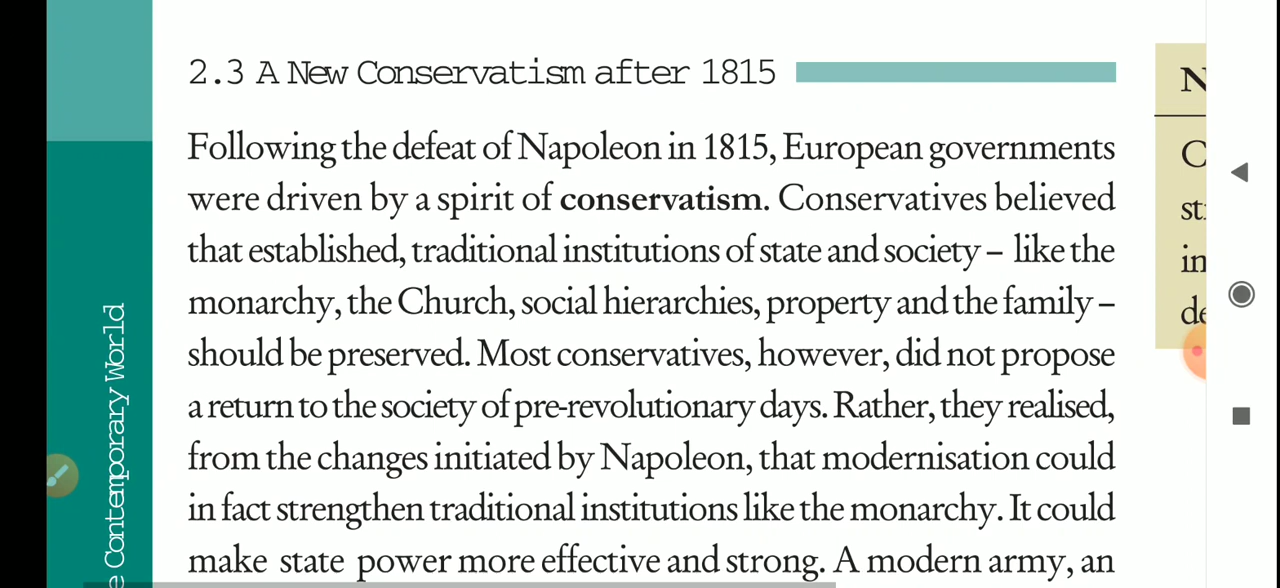 2.3 A New Conservatism after 1815
Following the defeat of Napoleon in 1815, European governments
were driven by a spirit of conservatism. Conservatives believed
that established, traditional institutions of state and society – like the
monarchy, the Church, social hierarchies, property and the family –
should be preserved. Most conservatives, however, did not propose
a return to the society of pre-revolutionary days. Rather, they realised,
from the changes initiated by Napoleon, that modernisation could
in fact strengthen traditional institutions like the monarchy. It could
make state power more effective and strong. A modern army, an
Contemporary World